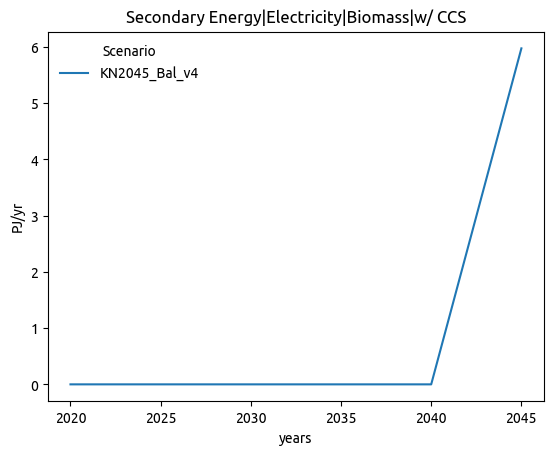 Secondary Energy|Electricity|Biomass|w/ CCS
Scenario
KN2045_Bal_v4
6
5
4
3
2
1
0
PJ/yr
2020 2025 2030 2035 2040 2045
years